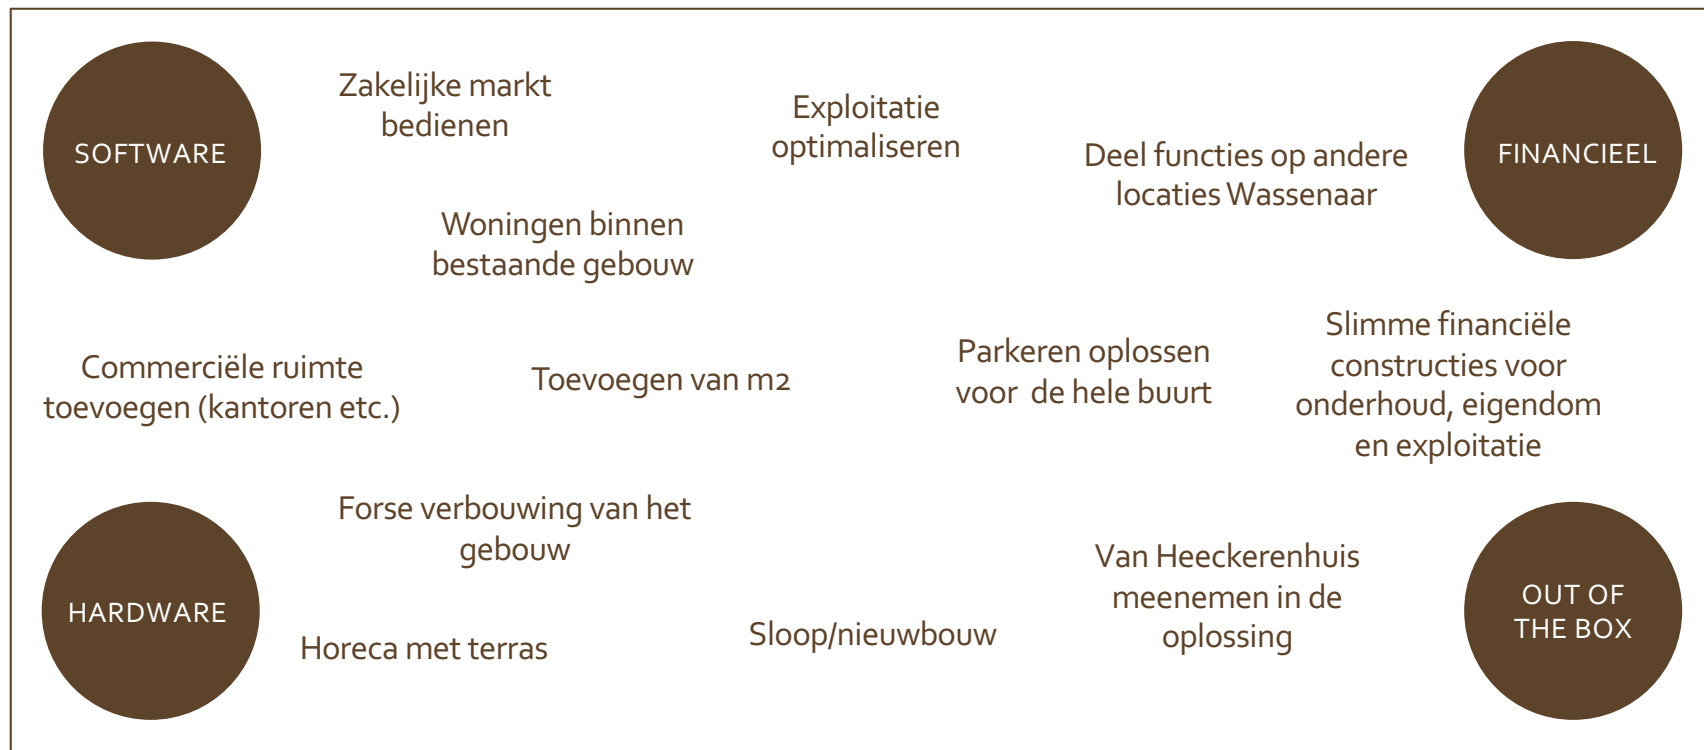 SOFTWARE
Zakelijke markt
bedienen
Exploitatie
optimaliseren
Deel functies op andere
locaties Wassenaar
FINANCIEEL
Woningen binnen
bestaande gebouw
Commerciële ruimte
toevoegen (kantoren etc.)
Toevoegen van m2
Parkeren oplossen
voor de hele buurt
Slimme financiële
constructies voor
onderhoud, eigendom
en exploitatie
HARDWARE
Forse verbouwing van het
gebouw
Horeca met terras
Sloop/nieuwbouw
Van Heeckerenhuis
meenemen in de
oplossing
OUT OF
THE BOX